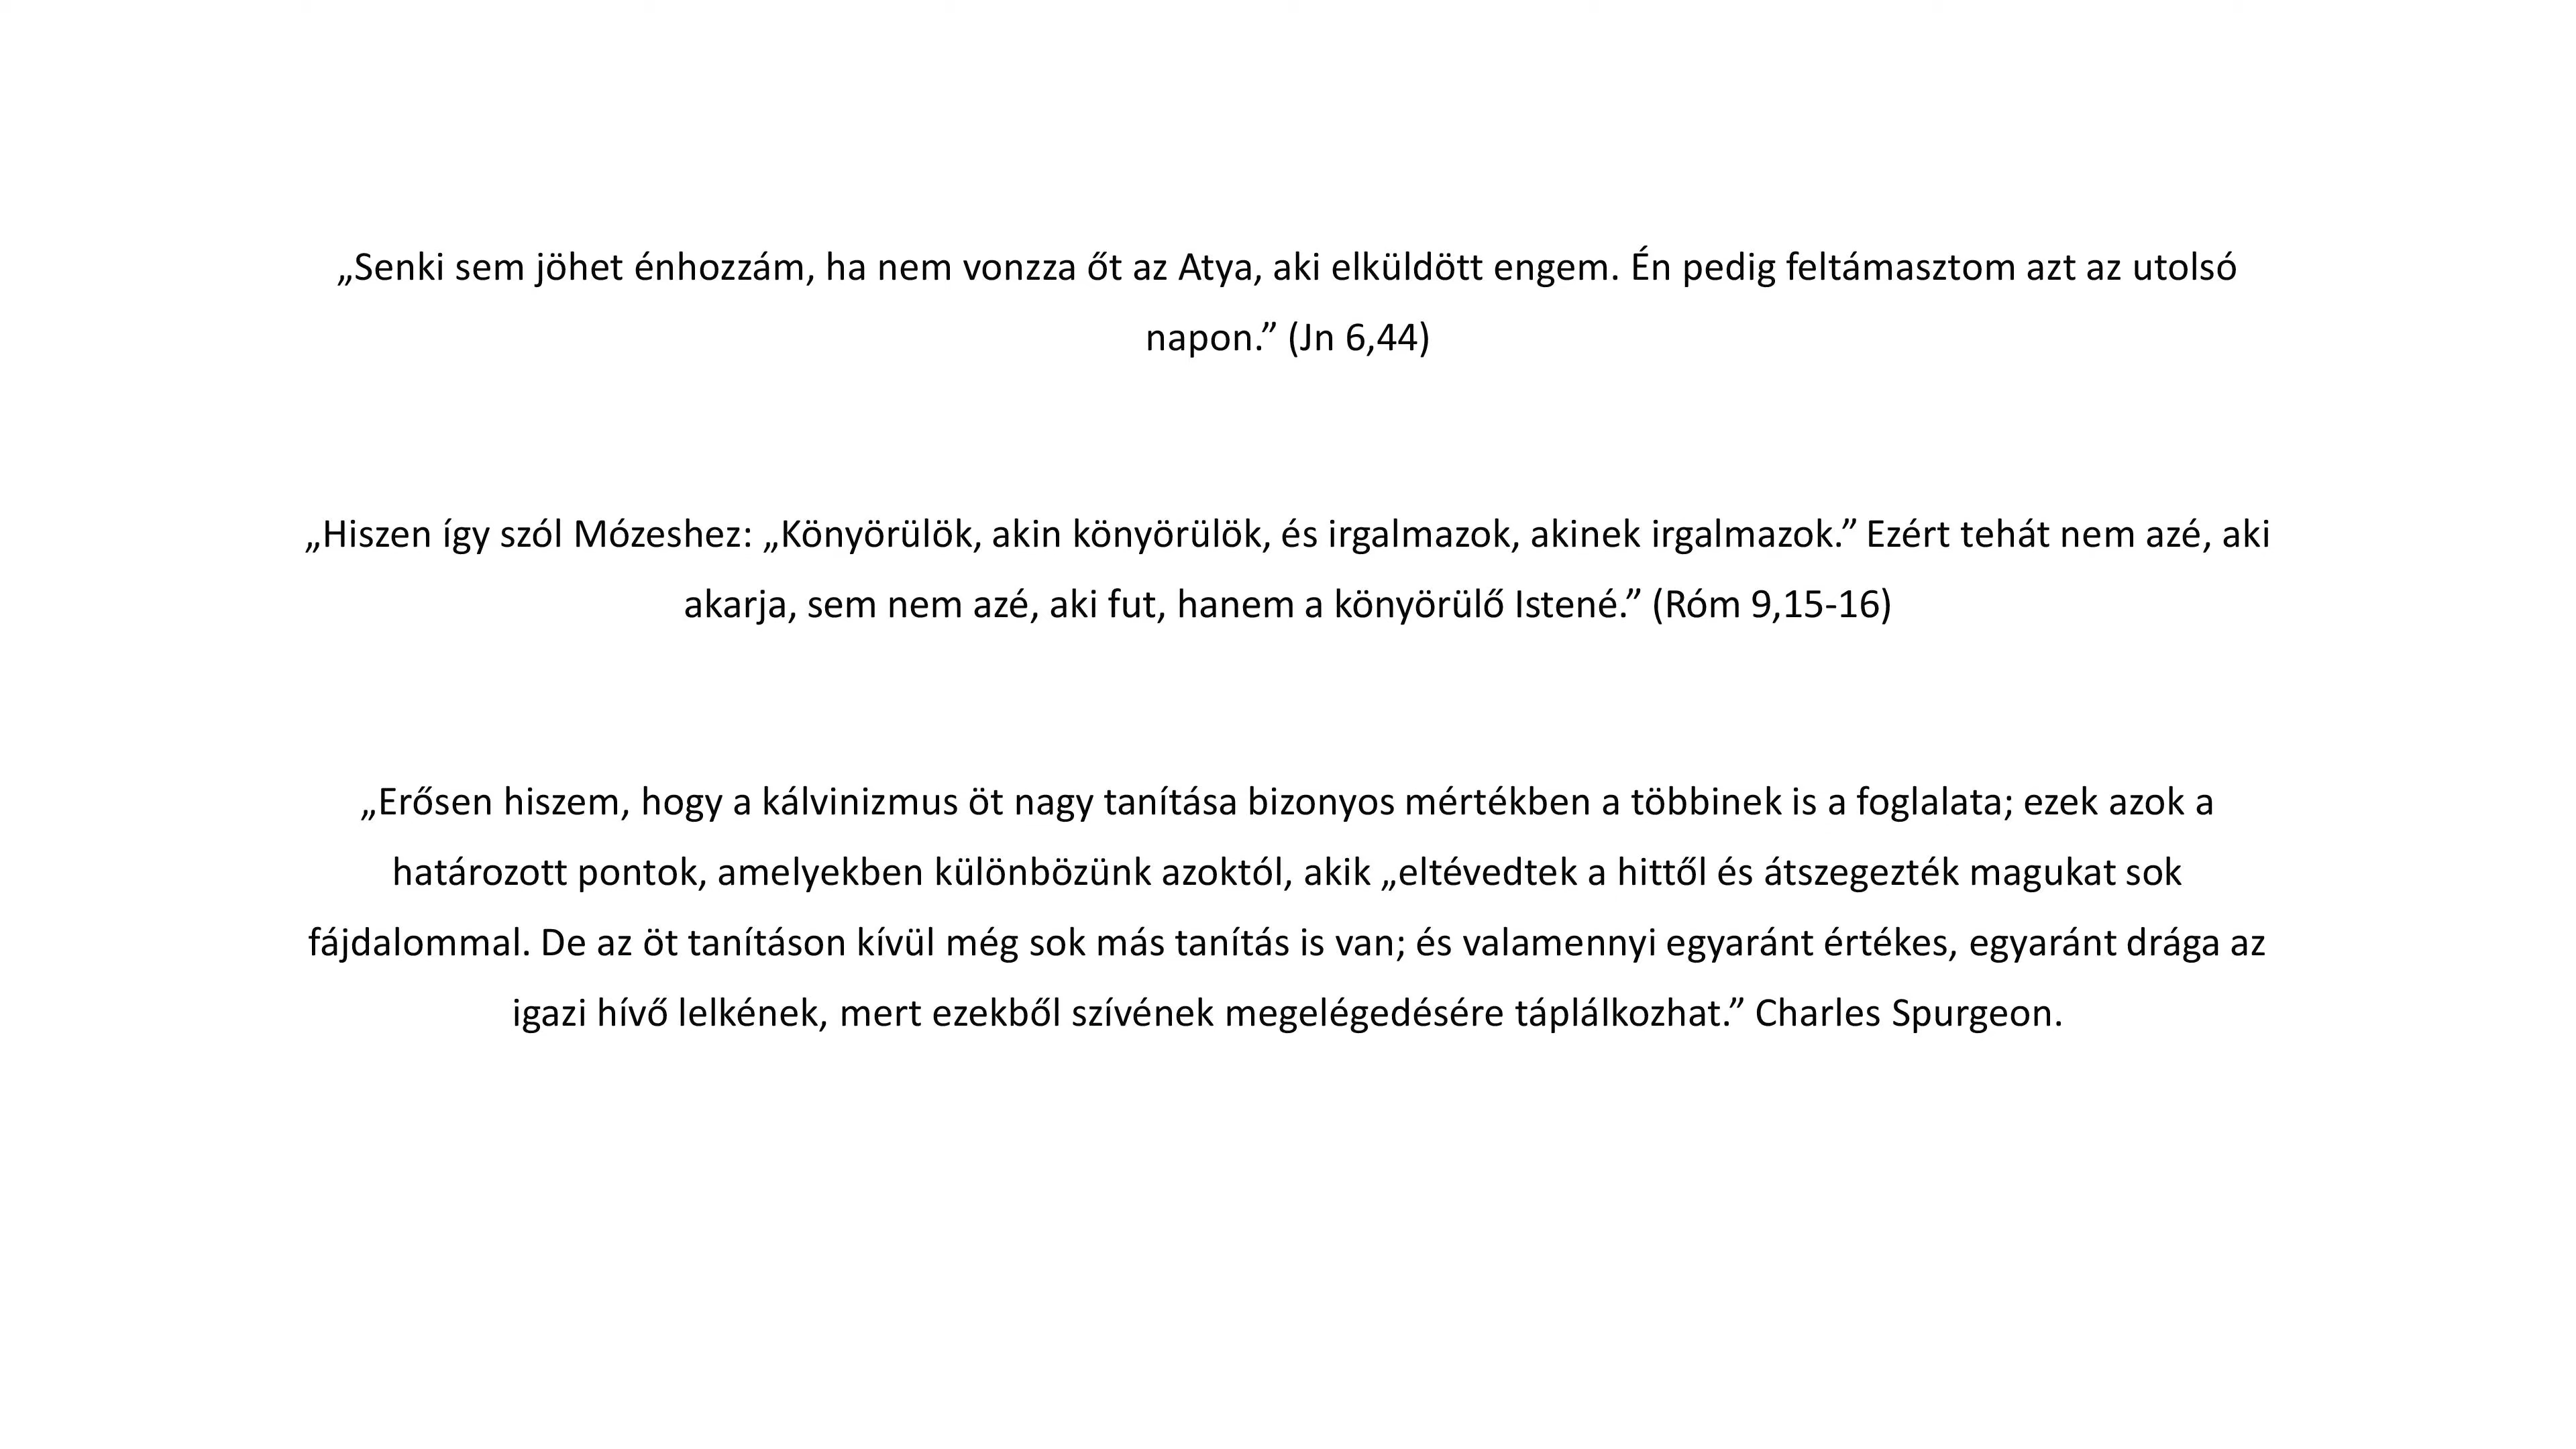 „Senki sem jöhet énhozzám, ha nem vonzza őt az Atya, aki elküldött engem. Én pedig feltámasztom azt az utolsó
napon.” (Jn 6,44)
„Hiszen így szól Mózeshez: „Könyörülök, akin könyörülök, és irgalmazok, akinek irgalmazok.” Ezért tehát nem azé, aki
akarja, sem nem azé, aki fut, hanem a könyörülő Istené.” (Róm 9,15-16)
„Erősen hiszem, hogy a kálvinizmus öt nagy tanítása bizonyos mértékben a többinek is a foglalata; ezek azok a
határozott pontok, amelyekben különbözünk azoktól, akik „eltévedtek a hittől és átszegezték magukat sok
fájdalommal. De az öt tanításon kívül még sok más tanítás is van; és valamennyi egyaránt értékes, egyaránt drága az
igazi hívő lelkének, mert ezekből szívének megelégedésére táplálkozhat.” Charles Spurgeon.